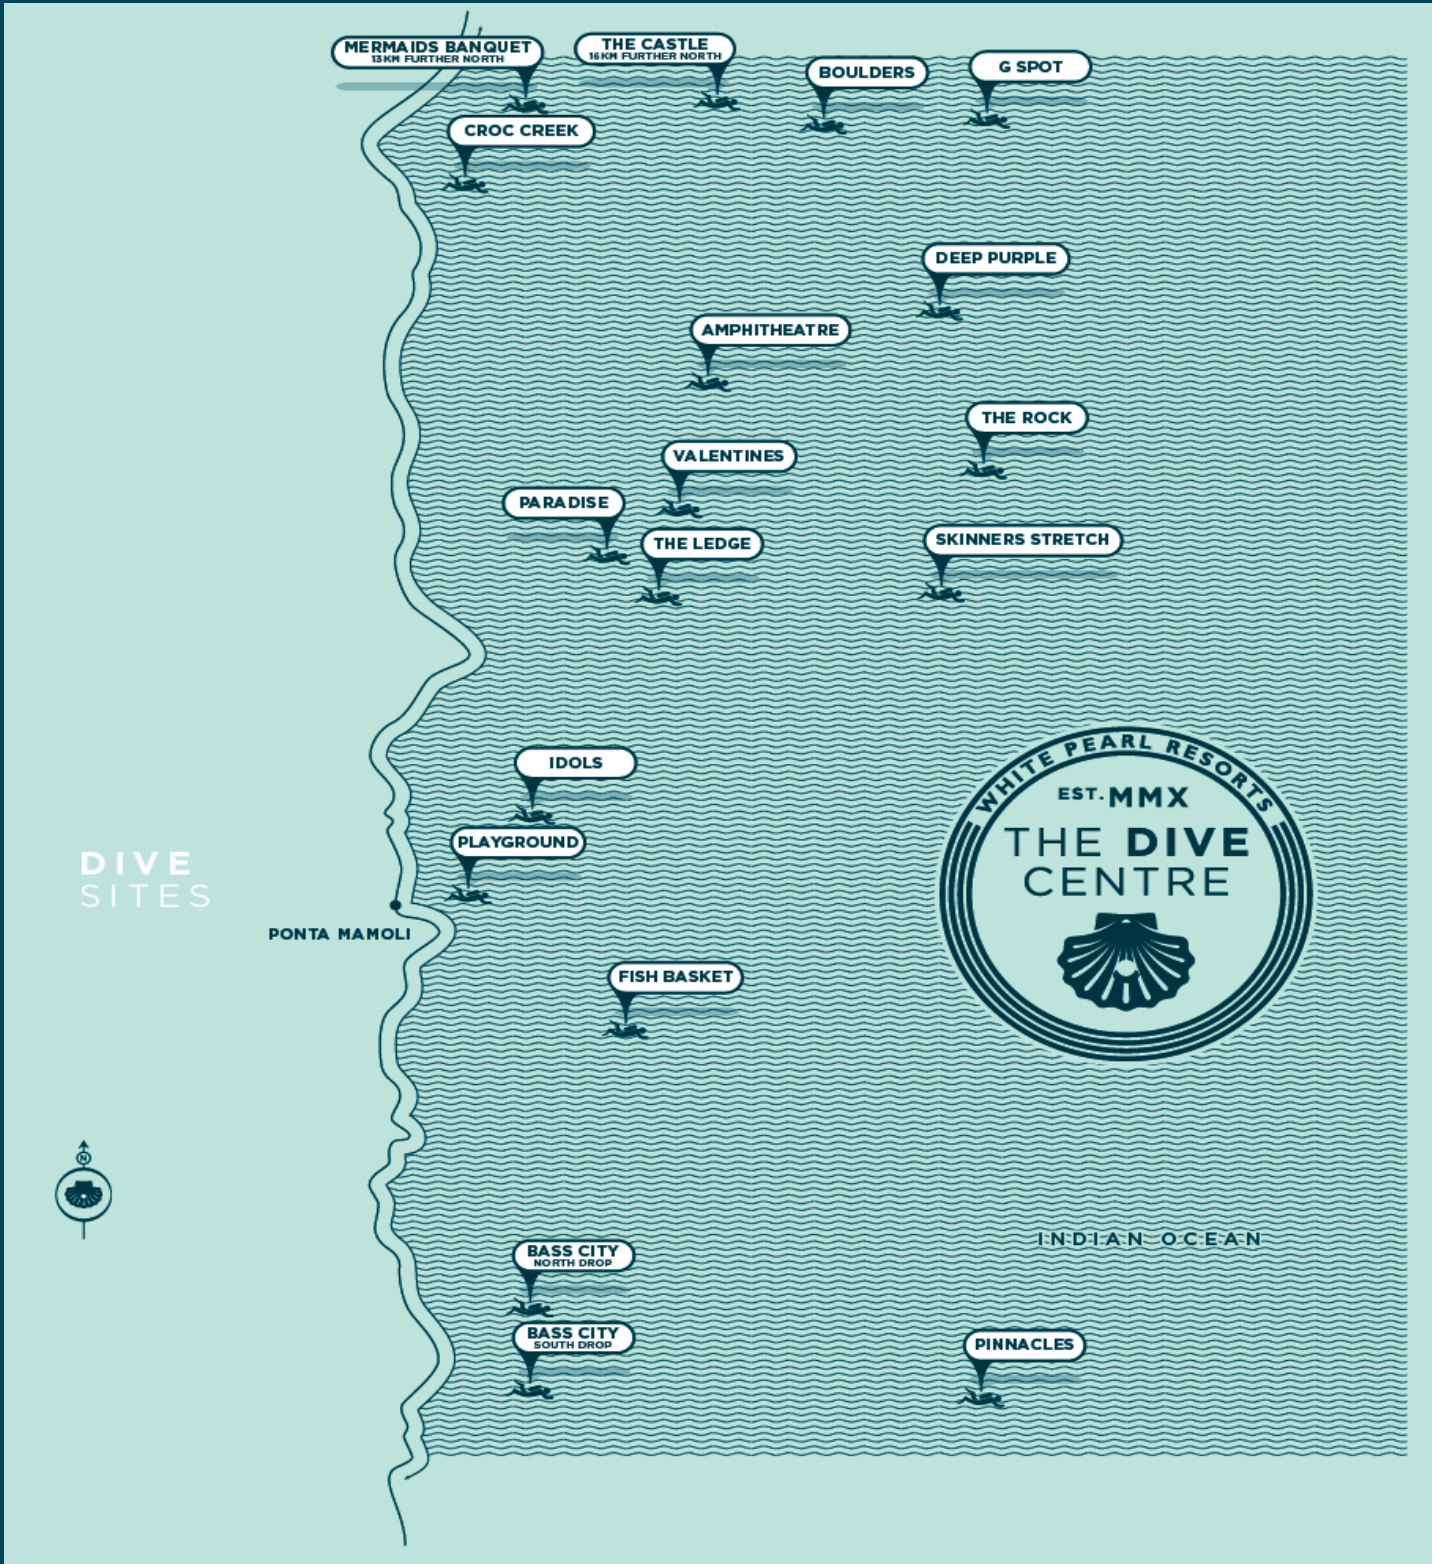 MERMAIDS BANQUET
13KM FURTHER NORTH
THE CASTLE
16KM FURTHER NORTH
BOULDERS
G SPOT
CROC CREEK
DEEP PURPLE
AMPHITHEATRE
THE ROCK
VALENTINES
PARADISE
THE LEDGE
SKINNERS STRETCH
IDOLS
PLAYGROUND
WHITE PEARL RESORTS
EST. MMX
THE DIVE
CENTRE
DIVE
SITES
PONTA MAMOLI
FISH BASKET
N
INDIAN OCEAN
BASS CITY
NORTH DROP
BASS CITY
SOUTH DROP
PINNACLES